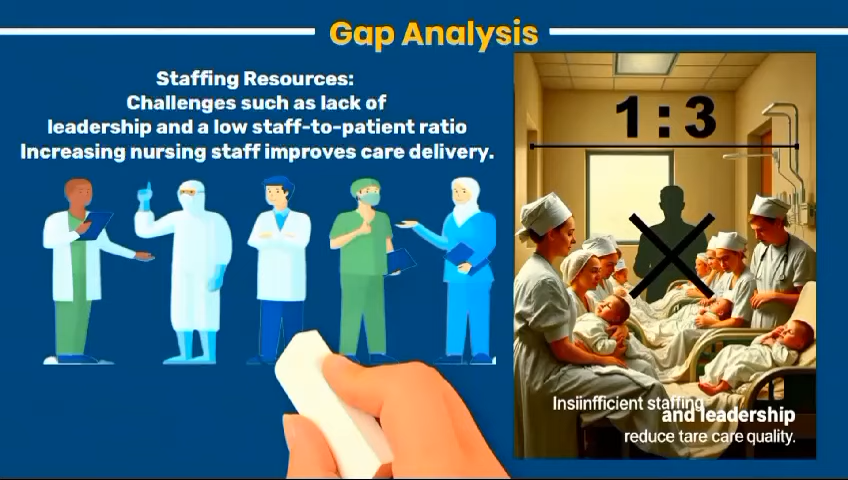 Gap Analysis
Staffing Resources:
Challenges such as lack of
leadership and a low staff-to-patient ratio
Increasing nursing staff improves care delivery.
1:3
Insiinfficient staffing
and leadership
reduce tare care quality.